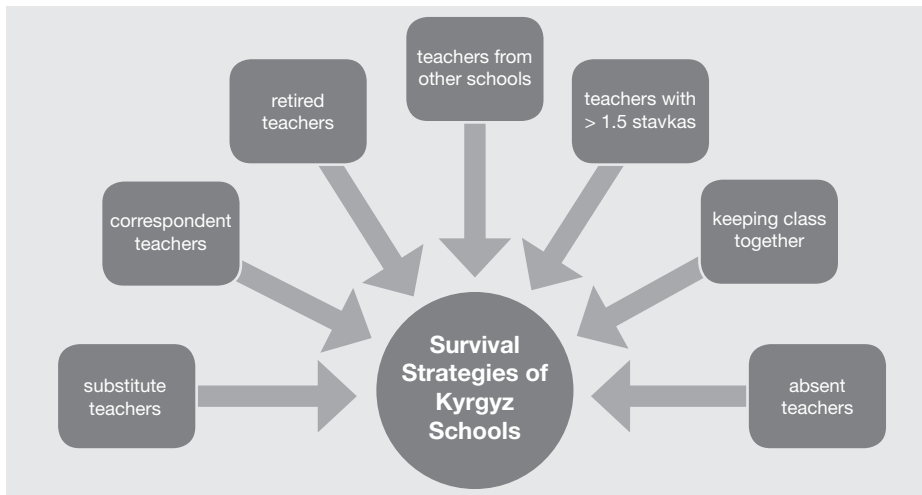 teachers from
other schools
retired
teachers
teachers with
> 1.5 stavkas
correspondent
teachers
keeping class
together
substitute
teachers
Survival
Strategies of
Kyrgyz
Schools
absent
teachers